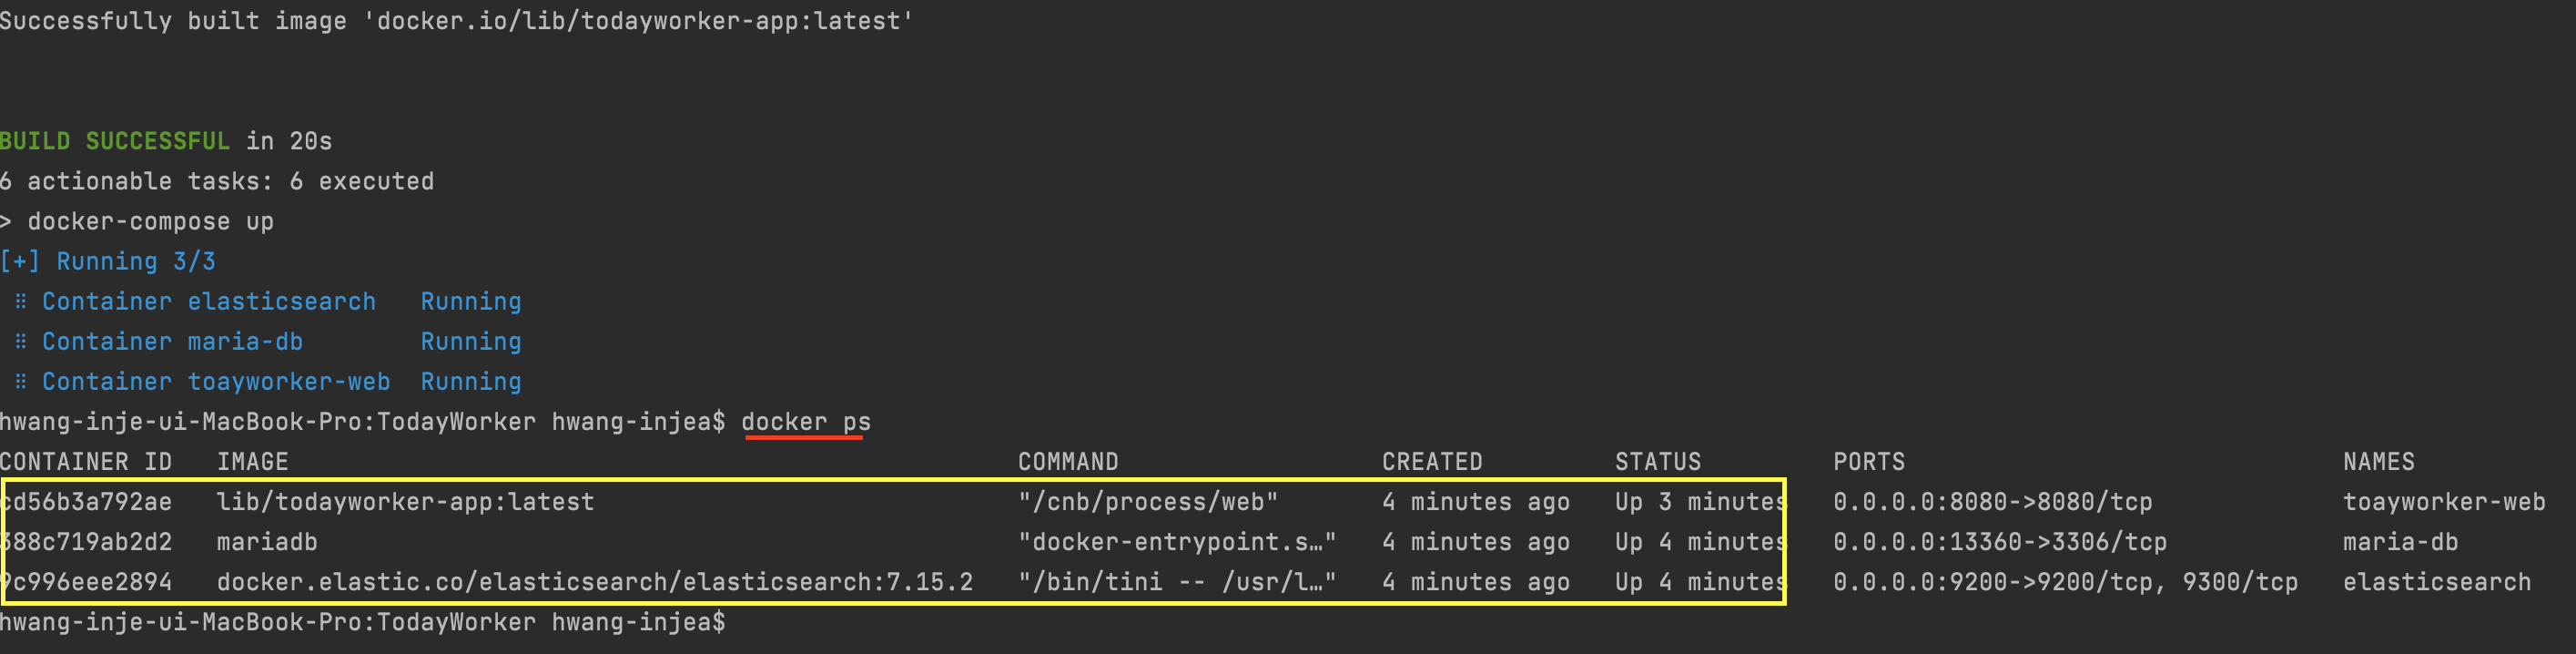 Successfully built image 'docker.io/lib/todayworker-app:latest'
BUILD SUCCESSFUL in 20s
6 actionable tasks: 6 executed
> docker-compose up
[+] Running 3/3
⠿ Container elasticsearch Running
⠿ Container maria-db Running
⠿ Container toayworker-web Running
hwang-inje-ui-MacBook-Pro:TodayWorker hwang-injea$ docker ps
CONTAINER ID IMAGE COMMAND CREATED STATUS PORTS NAMES
cd56b3a792ae lib/todayworker-app:latest "/cnb/process/web" 4 minutes ago Up 3 minutes 0.0.0.0:8080->8080/tcp toayworker-web
388c719ab2d2 mariadb "docker-entrypoint.s…" 4 minutes ago Up 4 minutes 0.0.0.0:13360->3306/tcp maria-db
9c996eee2894 docker.elastic.co/elasticsearch/elasticsearch:7.15.2 "/bin/tini -- /usr/l…" 4 minutes ago Up 4 minutes 0.0.0.0:9200->9200/tcp, 9300/tcp elasticsearch
hwang-inje-ui-MacBook-Pro:TodayWorker hwang-injea$